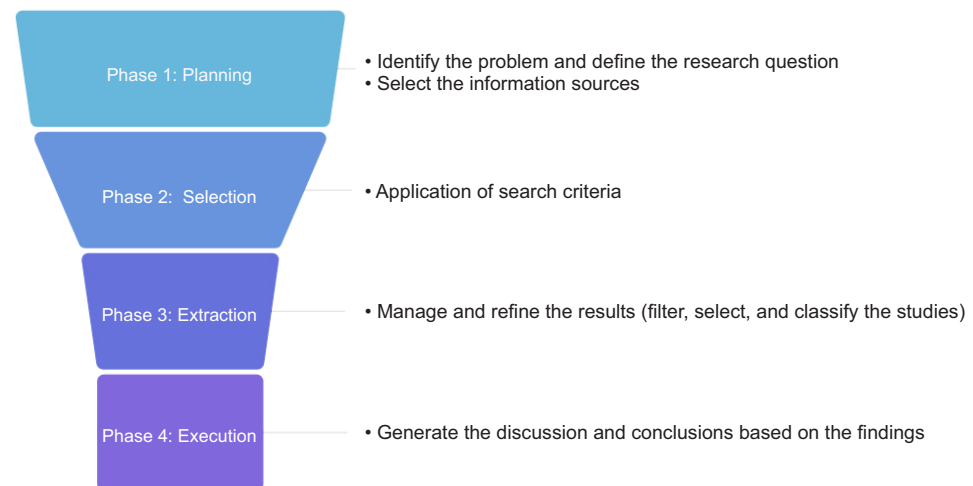 Phase 1: Planning
• Identify the problem and define the research question
• Select the information sources
Phase 2:  Selection
• Application of search criteria
Phase 3: Extraction
• Manage and refine the results (filter, select, and classify the studies)
Phase 4: Execution
• Generate the discussion and conclusions based on the findings